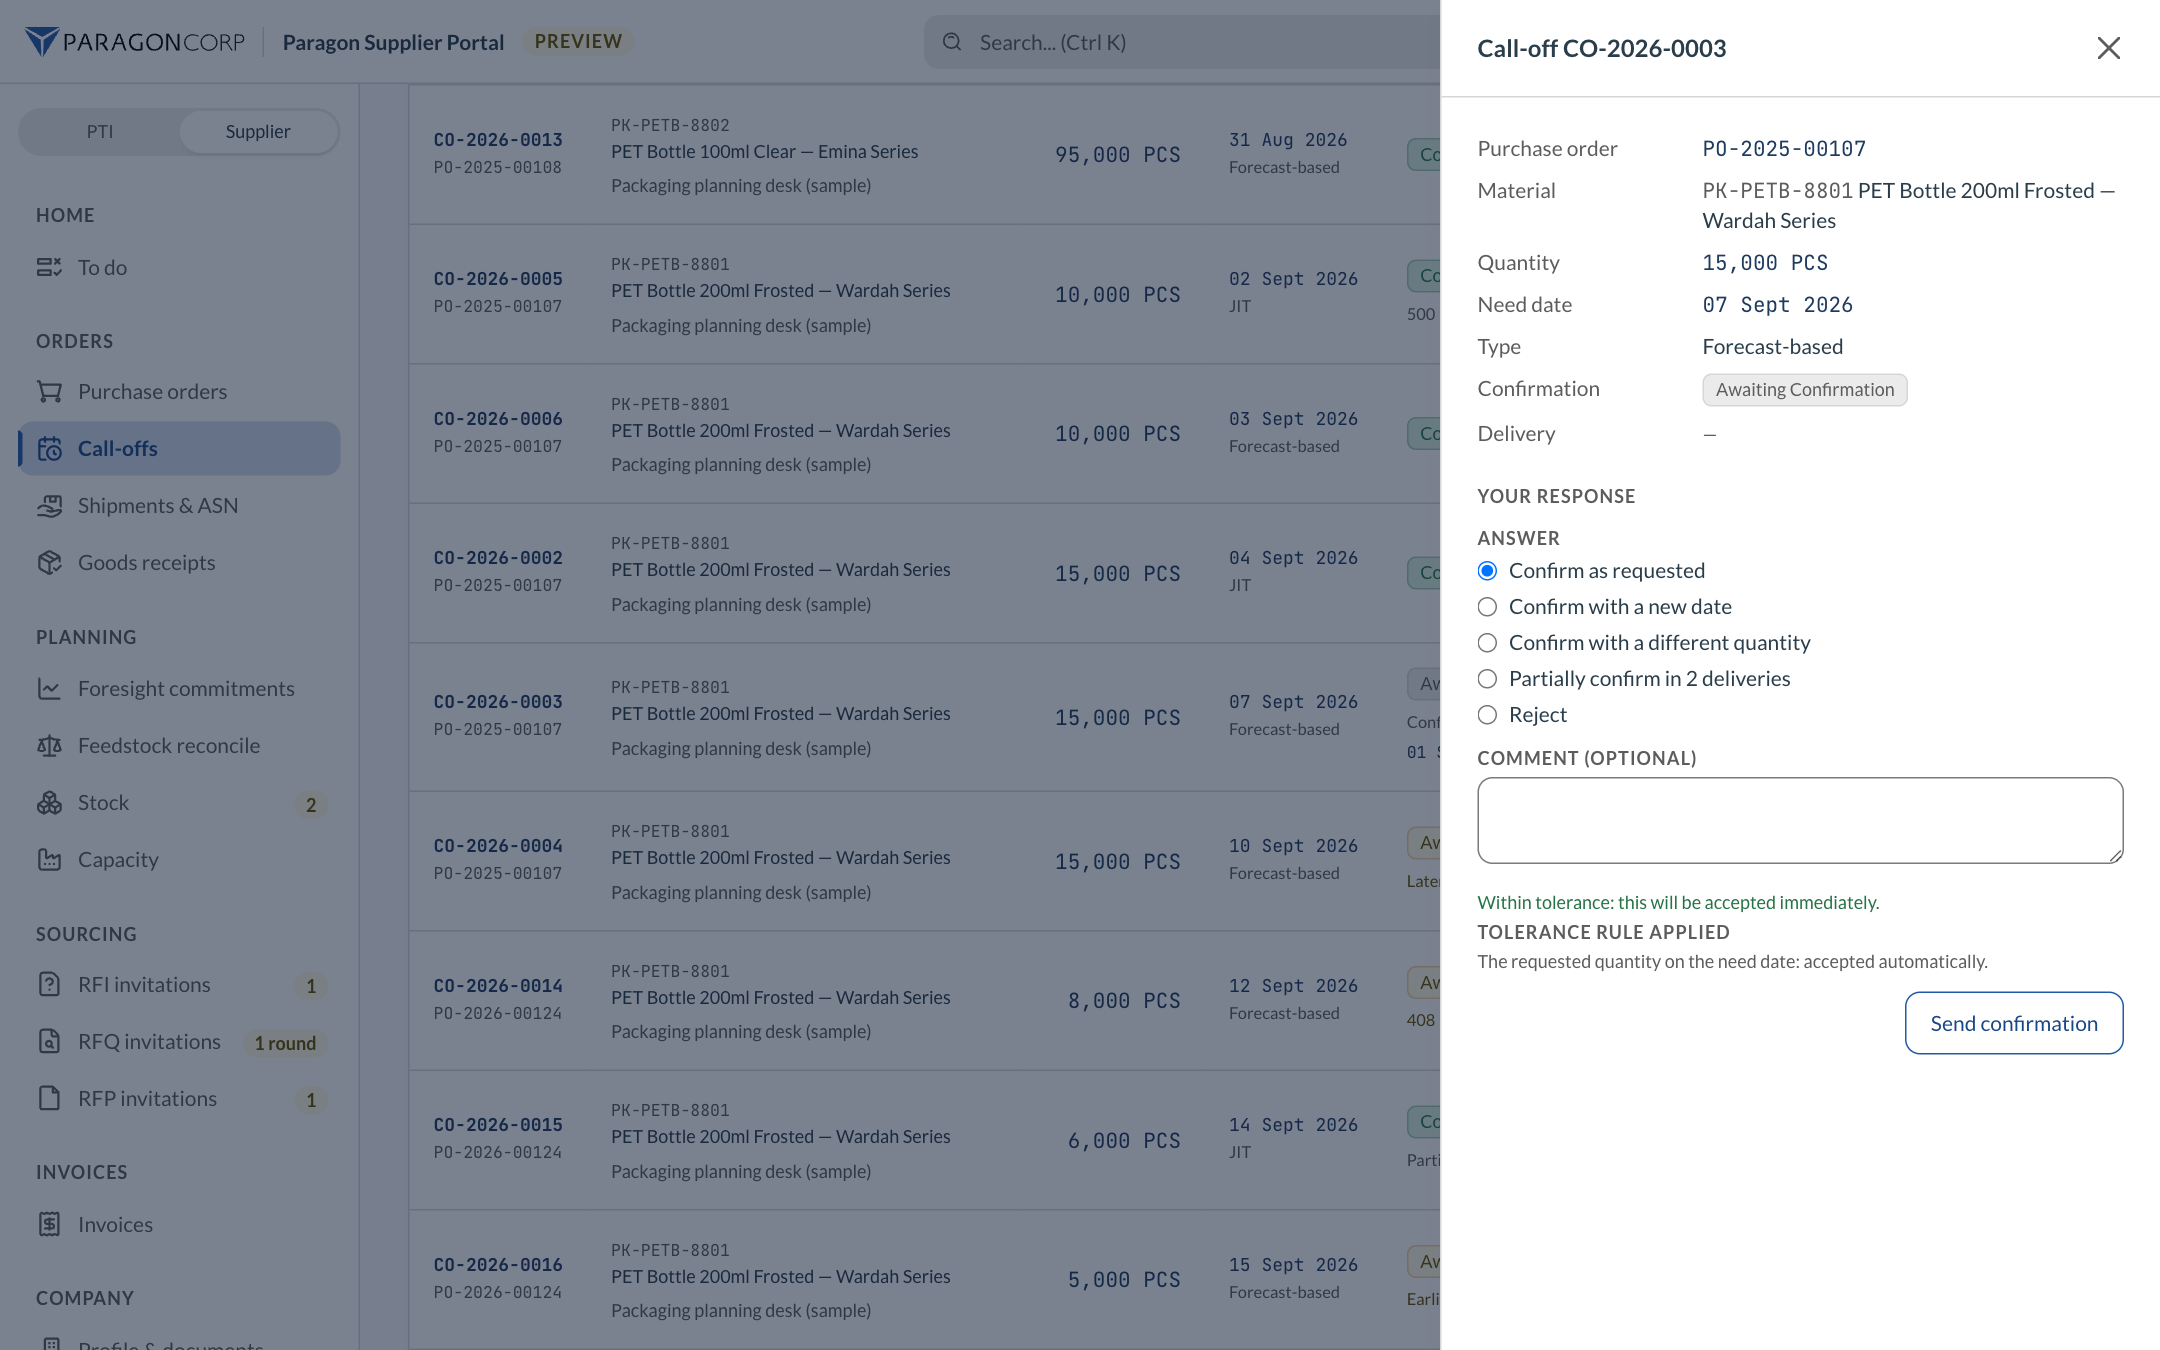 PARAGONCORP
Paragon Supplier Portal
PREVIEW
Search... (Ctrl K)
PTI
Supplier
HOME
To do
ORDERS
Purchase orders
Call-offs
Shipments & ASN
Goods receipts
PLANNING
Foresight commitments
Feedstock reconcile
Stock 2
Capacity
SOURCING
RFI invitations 1
RFQ invitations 1 round
RFP invitations 1
INVOICES
Invoices
COMPANY
CO-2026-0013
PO-2025-00108
PK-PETB-8802
PET Bottle 100ml Clear — Emina Series
Packaging planning desk (sample)
95,000 PCS
31 Aug 2026
Forecast-based
CO-2026-0005
PO-2025-00107
PK-PETB-8801
PET Bottle 200ml Frosted — Wardah Series
Packaging planning desk (sample)
10,000 PCS
02 Sept 2026
JIT
500
CO-2026-0006
PO-2025-00107
PK-PETB-8801
PET Bottle 200ml Frosted — Wardah Series
Packaging planning desk (sample)
10,000 PCS
03 Sept 2026
Forecast-based
CO-2026-0002
PO-2025-00107
PK-PETB-8801
PET Bottle 200ml Frosted — Wardah Series
Packaging planning desk (sample)
15,000 PCS
04 Sept 2026
JIT
CO-2026-0003
PO-2025-00107
PK-PETB-8801
PET Bottle 200ml Frosted — Wardah Series
Packaging planning desk (sample)
15,000 PCS
07 Sept 2026
Forecast-based
01
CO-2026-0004
PO-2025-00107
PK-PETB-8801
PET Bottle 200ml Frosted — Wardah Series
Packaging planning desk (sample)
15,000 PCS
10 Sept 2026
Forecast-based
CO-2026-0014
PO-2026-00124
PK-PETB-8801
PET Bottle 200ml Frosted — Wardah Series
Packaging planning desk (sample)
8,000 PCS
12 Sept 2026
Forecast-based
408
CO-2026-0015
PO-2026-00124
PK-PETB-8801
PET Bottle 200ml Frosted — Wardah Series
Packaging planning desk (sample)
6,000 PCS
14 Sept 2026
JIT
CO-2026-0016
PO-2026-00124
PK-PETB-8801
PET Bottle 200ml Frosted — Wardah Series
Packaging planning desk (sample)
5,000 PCS
15 Sept 2026
Forecast-based
Call-off CO-2026-0003
Purchase order PO-2025-00107
Material PK-PETB-8801 PET Bottle 200ml Frosted —
Wardah Series
Quantity 15,000 PCS
Need date 07 Sept 2026
Type Forecast-based
Confirmation Awaiting Confirmation
Delivery —
YOUR RESPONSE
ANSWER
Confirm as requested
Confirm with a new date
Confirm with a different quantity
Partially confirm in 2 deliveries
Reject
COMMENT (OPTIONAL)
Within tolerance: this will be accepted immediately.
TOLERANCE RULE APPLIED
The requested quantity on the need date: accepted automatically.
Send confirmation